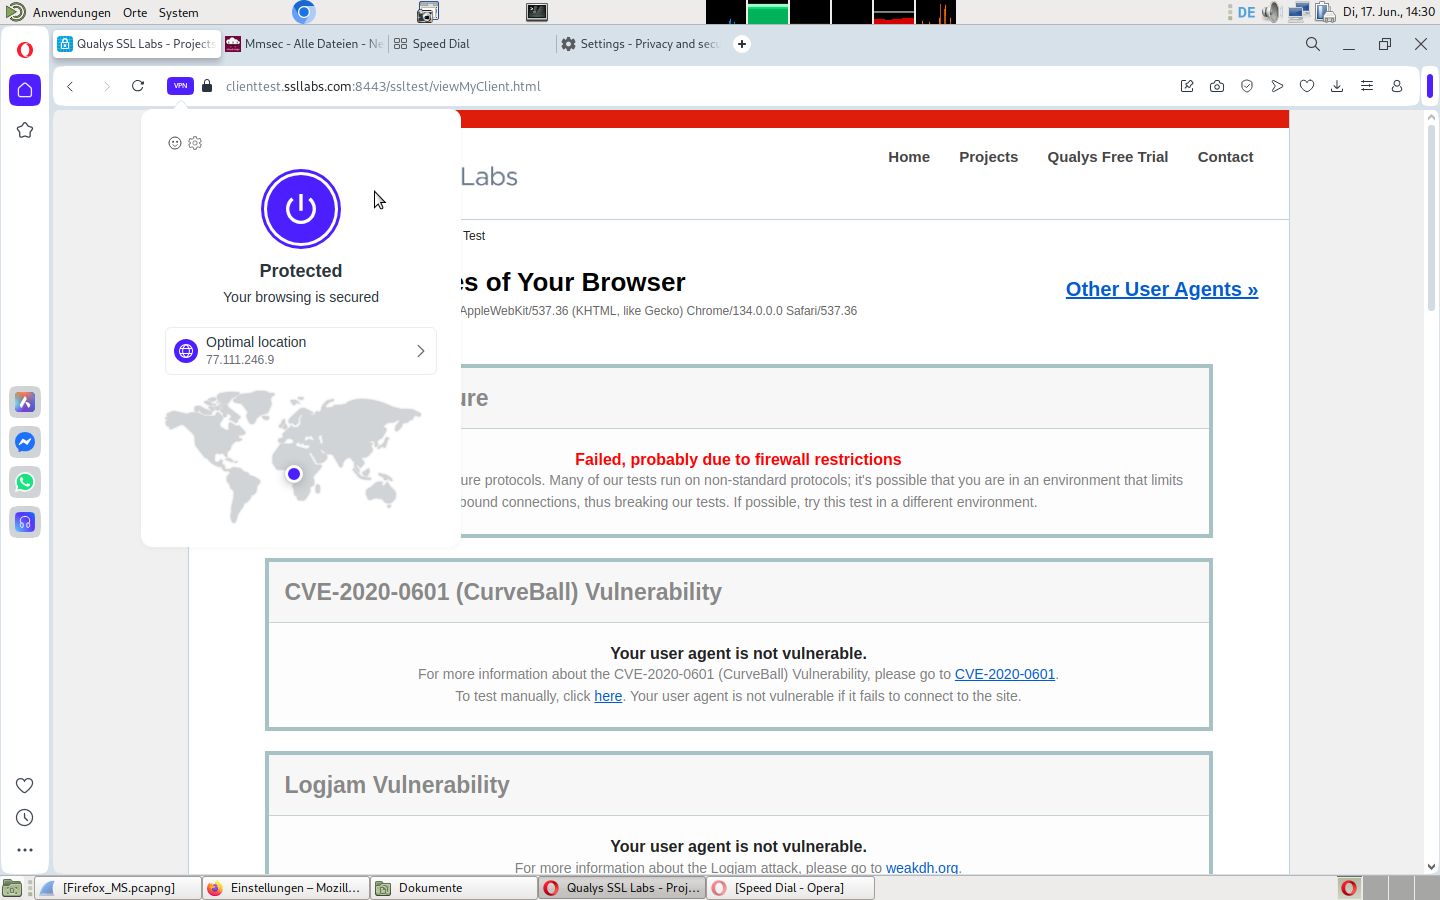 Anwendungen Orte System
DE Di, 17. Jun., 14:30
Qualys SSL Labs - Projects
Mmsec - Alle Dateien - Ne
Speed Dial
Settings - Privacy and secu
VPN
clienttest.ssllabs.com:8443/ssltest/viewMyClient.html
Home Projects Qualys Free Trial Contact
Labs
Test
Protected
Your browsing is secured
Optimal location
77.111.246.9
es of Your Browser
Other User Agents »
AppleWebKit/537.36 (KHTML, like Gecko) Chrome/134.0.0.0 Safari/537.36
ure
Failed, probably due to firewall restrictions
ure protocols. Many of our tests run on non-standard protocols; it's possible that you are in an environment that limits
bound connections, thus breaking our tests. If possible, try this test in a different environment.
CVE-2020-0601 (CurveBall) Vulnerability
Your user agent is not vulnerable.
For more information about the CVE-2020-0601 (CurveBall) Vulnerability, please go to CVE-2020-0601.
To test manually, click here. Your user agent is not vulnerable if it fails to connect to the site.
Logjam Vulnerability
Your user agent is not vulnerable.
For more information about the Logjam attack, please go to weakdh.org.
[Firefox_MS.pcapng]
Einstellungen – Mozill...
Dokumente
Qualys SSL Labs - Proj...
[Speed Dial - Opera]